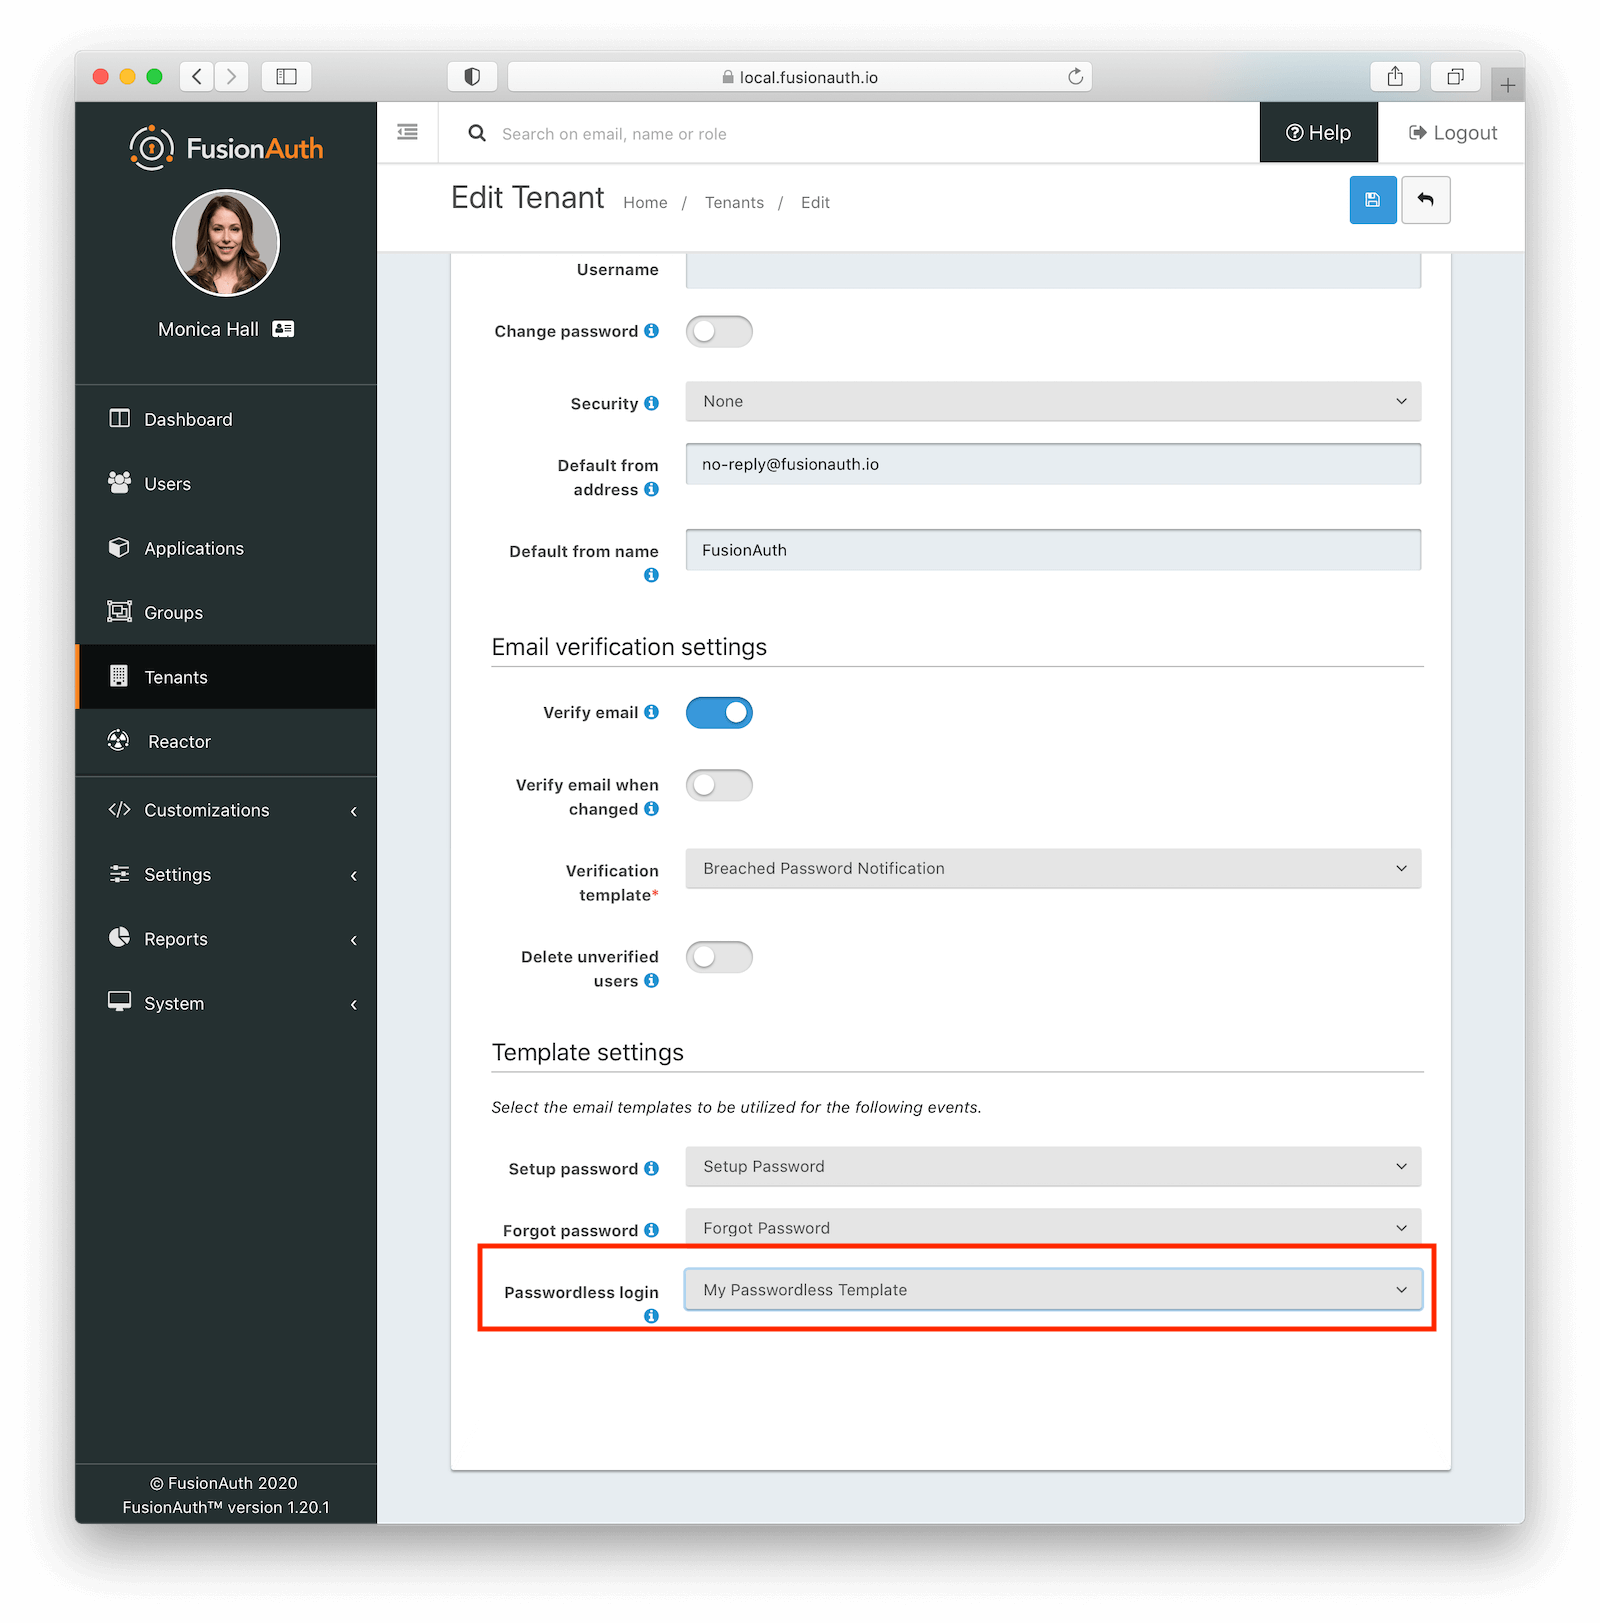 local.fusionauth.io
FusionAuth
Monica Hall
Dashboard
Users
Applications
Groups
Tenants
Reactor
Customizations
Settings
Reports
System
© FusionAuth 2020
FusionAuth™ version 1.20.1
Search on email, name or role
Help
Logout
Edit Tenant Home / Tenants / Edit
Username
Change password
Security None
Default from
address
no-reply@fusionauth.io
Default from name FusionAuth
Email verification settings
Verify email
Verify email when
changed
Verification
template*
Breached Password Notification
Delete unverified
users
Template settings
Select the email templates to be utilized for the following events.
Setup password Setup Password
Forgot password Forgot Password
Passwordless login My Passwordless Template